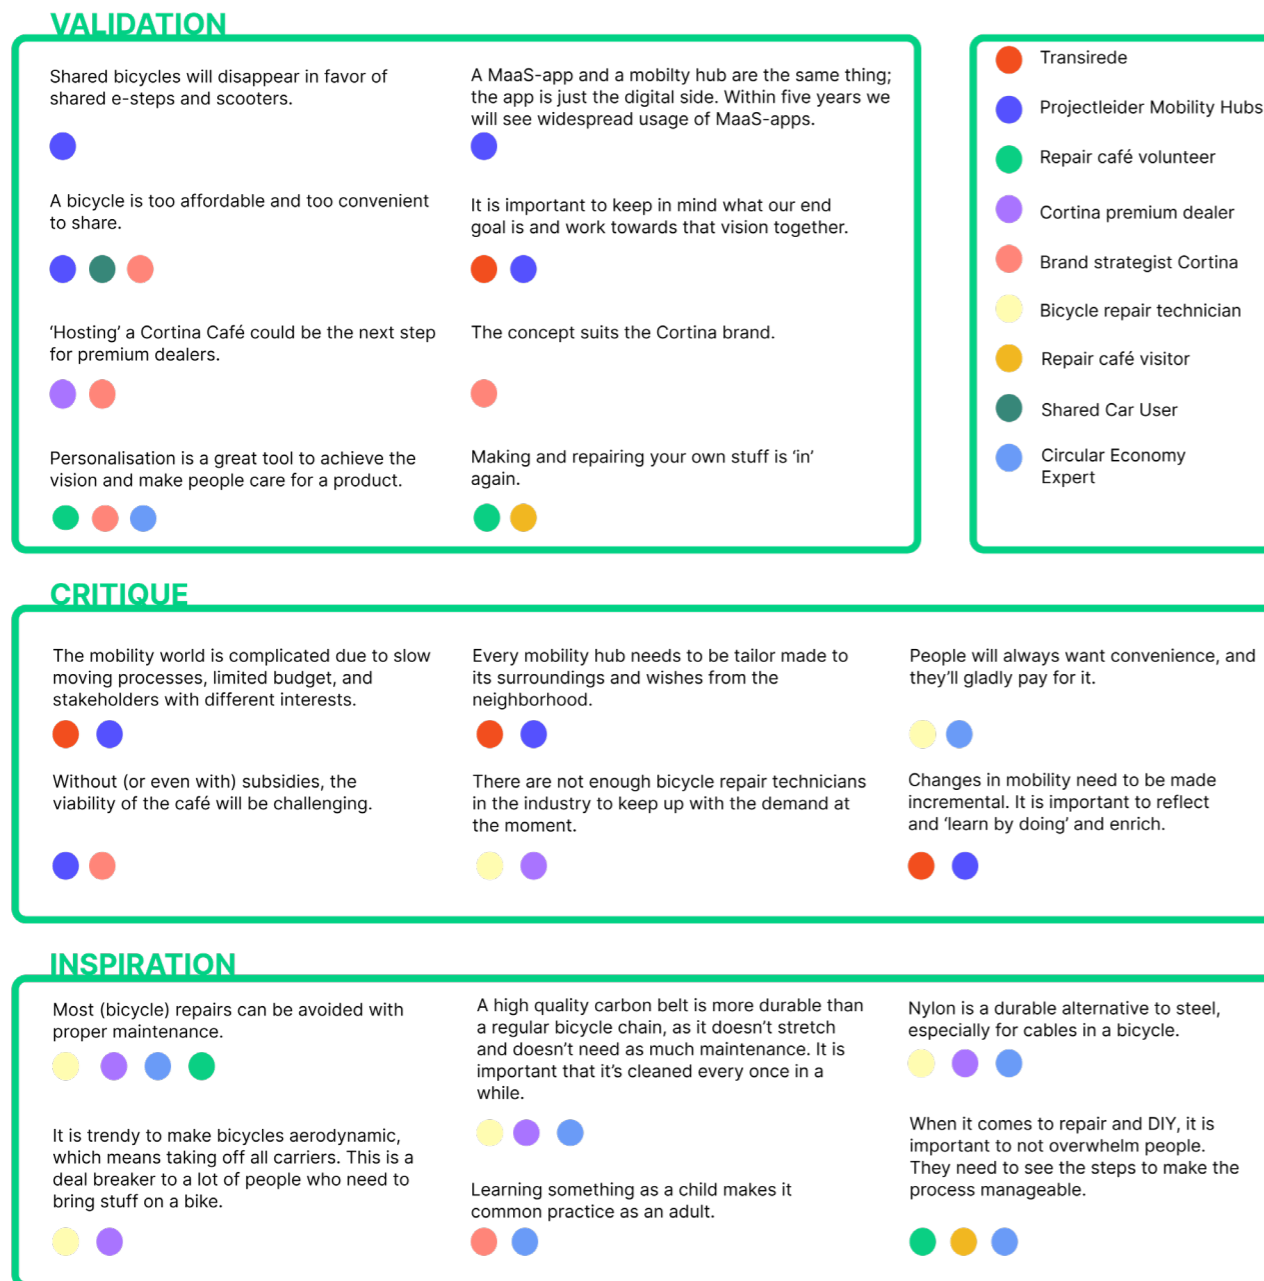 VALIDATION
Shared bicycles will disappear in favor of
shared e-steps and scooters.
A MaaS-app and a mobilty hub are the same thing;
the app is just the digital side. Within five years we
will see widespread usage of MaaS-apps.
A bicycle is too affordable and too convenient
to share.
It is important to keep in mind what our end
goal is and work towards that vision together.
‘Hosting’ a Cortina Café could be the next step
for premium dealers.
The concept suits the Cortina brand.
Personalisation is a great tool to achieve the
vision and make people care for a product.
Making and repairing your own stuff is ‘in’
again.
Transirede
Projectleider Mobility Hubs
Repair café volunteer
Cortina premium dealer
Brand strategist Cortina
Bicycle repair technician
Repair café visitor
Shared Car User
Circular Economy
Expert
CRITIQUE
The mobility world is complicated due to slow
moving processes, limited budget, and
stakeholders with different interests.
Every mobility hub needs to be tailor made to
its surroundings and wishes from the
neighborhood.
People will always want convenience, and
they’ll gladly pay for it.
Without (or even with) subsidies, the
viability of the café will be challenging.
There are not enough bicycle repair technicians
in the industry to keep up with the demand at
the moment.
Changes in mobility need to be made
incremental. It is important to reflect
and ‘learn by doing’ and enrich.
INSPIRATION
Most (bicycle) repairs can be avoided with
proper maintenance.
A high quality carbon belt is more durable than
a regular bicycle chain, as it doesn’t stretch
and doesn’t need as much maintenance. It is
important that it’s cleaned every once in a
while.
Nylon is a durable alternative to steel,
especially for cables in a bicycle.
It is trendy to make bicycles aerodynamic,
which means taking off all carriers. This is a
deal breaker to a lot of people who need to
bring stuff on a bike.
Learning something as a child makes it
common practice as an adult.
When it comes to repair and DIY, it is
important to not overwhelm people.
They need to see the steps to make the
process manageable.